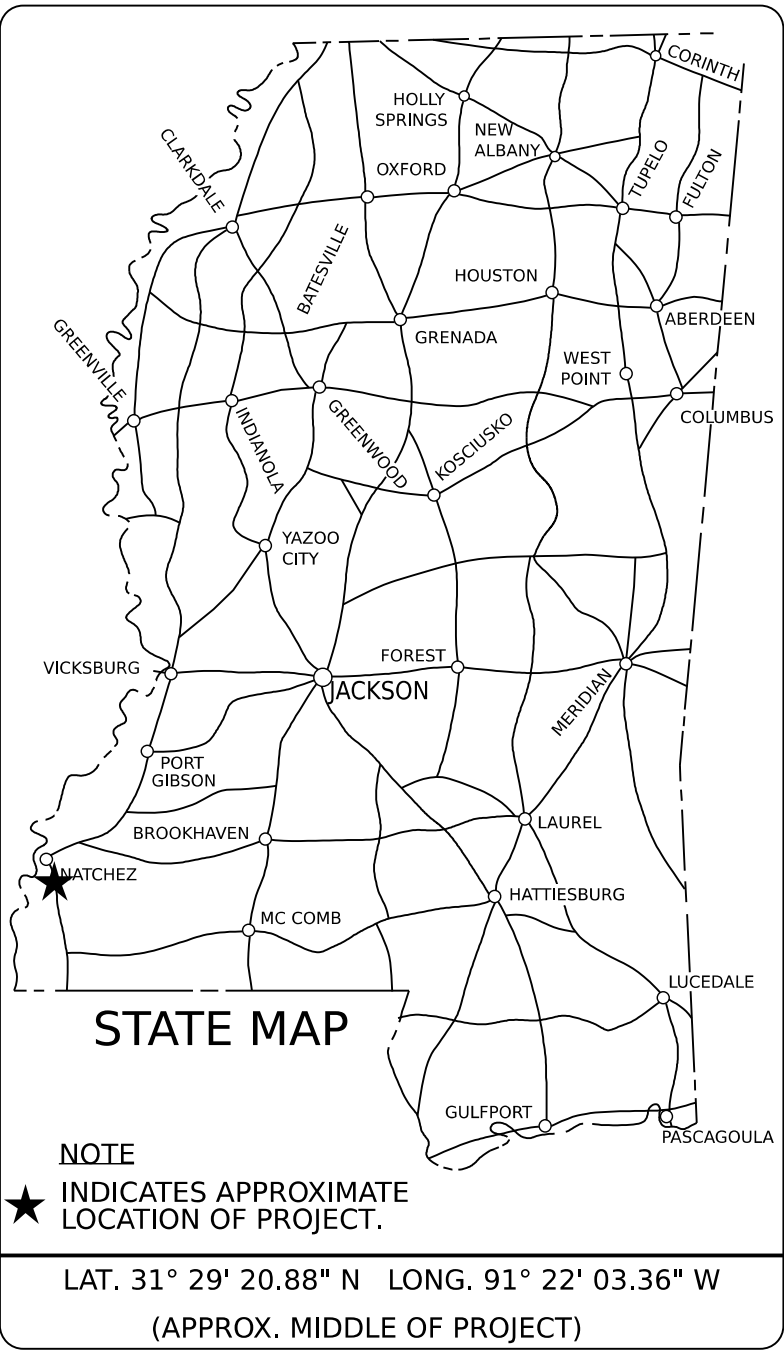 CORINTH
HOLLY
SPRINGS
NEW
ALBANY
CLARKDALE
OXFORD
TUPELO
FULTON
BATESVILLE
HOUSTON
ABERDEEN
GREENVILLE
GRENADA
WEST
POINT
COLUMBUS
INDIANOLA
GREENWOOD
KOSCIUSKO
YAZOO
CITY
VICKSBURG
FOREST
JACKSON
MERIDIAN
PORT
GIBSON
BROOKHAVEN
LAUREL
NATCHEZ
HATTIESBURG
MC COMB
LUCEDALE
STATE MAP
GULFPORT
PASCAGOULA
NOTE
INDICATES APPROXIMATE
LOCATION OF PROJECT.
LAT. 31° 29' 20.88" N LONG. 91° 22' 03.36" W
(APPROX. MIDDLE OF PROJECT)